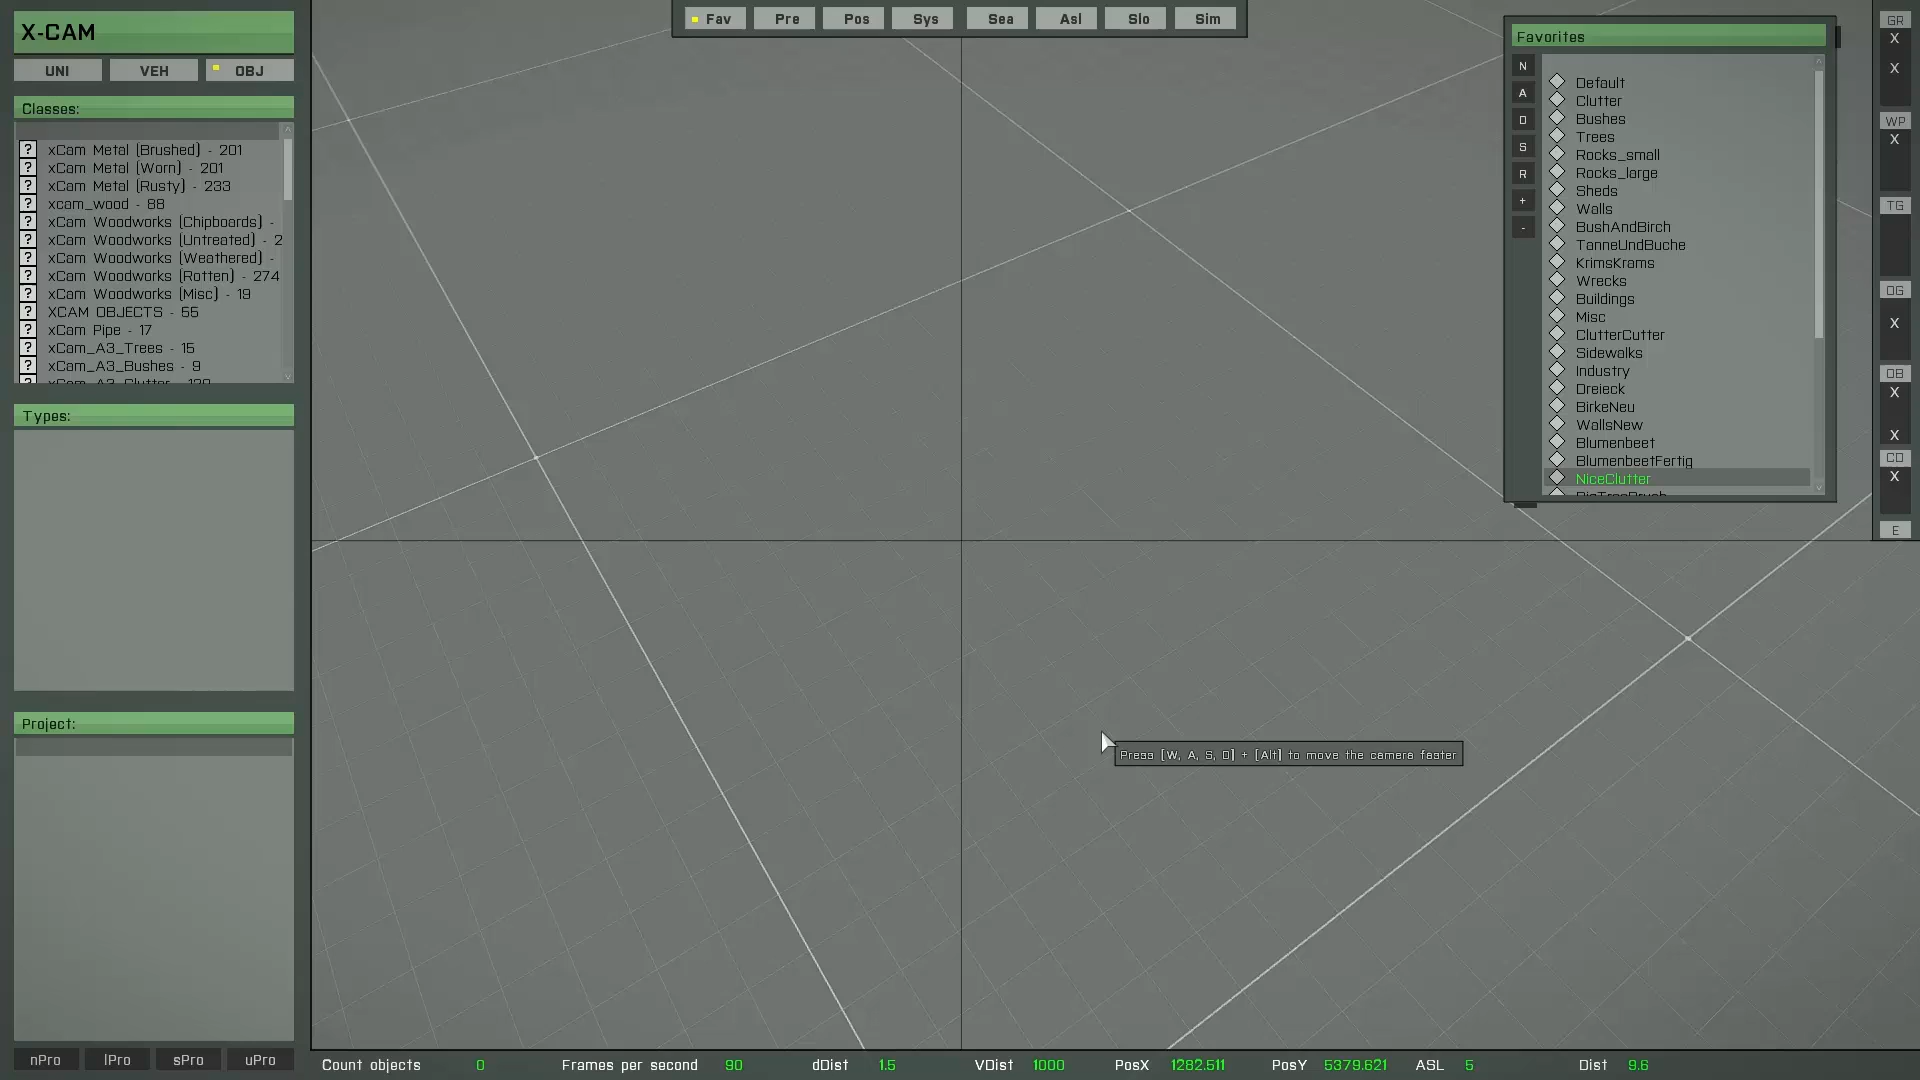 X-CAM
UNI VEH OBJ
Classes:
? xCam Metal (Brushed) - 201
? xCam Metal (Worn) - 201
? xCam Metal (Rusty) - 233
? xcam_wood - 88
? xCam Woodworks (Chipboards) -
? xCam Woodworks (Untreated) - 2
? xCam Woodworks (Weathered) -
? xCam Woodworks (Rotten) - 274
? xCam Woodworks (Misc) - 19
? XCAM OBJECTS - 55
? xCam Pipe - 17
? xCam_A3_Trees - 15
? xCam_A3_Bushes - 9
? xCam_A3_Clutter - 120
Types:
Project:
nPro lPro sPro uPro
Fav Pre Pos Sys Sea Asl Slo Sim
Press [W, A, S, D] + [Alt] to move the camera faster
Favorites
N
A
D
S
R
+
-
Default
Clutter
Bushes
Trees
Rocks_small
Rocks_large
Sheds
Walls
BushAndBirch
TanneUndBuche
KrimsKrams
Wrecks
Buildings
Misc
ClutterCutter
Sidewalks
Industry
Dreieck
BirkeNeu
WallsNew
Blumenbeet
BlumenbeetFertig
NiceClutter
BigTreeBrush
GR
X
X
WP
X
TG
OG
X
OB
X
X
CO
X
E
Count objects 0 Frames per second 90 dDist 1.5 VDist 1000 PosX 1282.511 PosY 5379.621 ASL 5 Dist 9.6